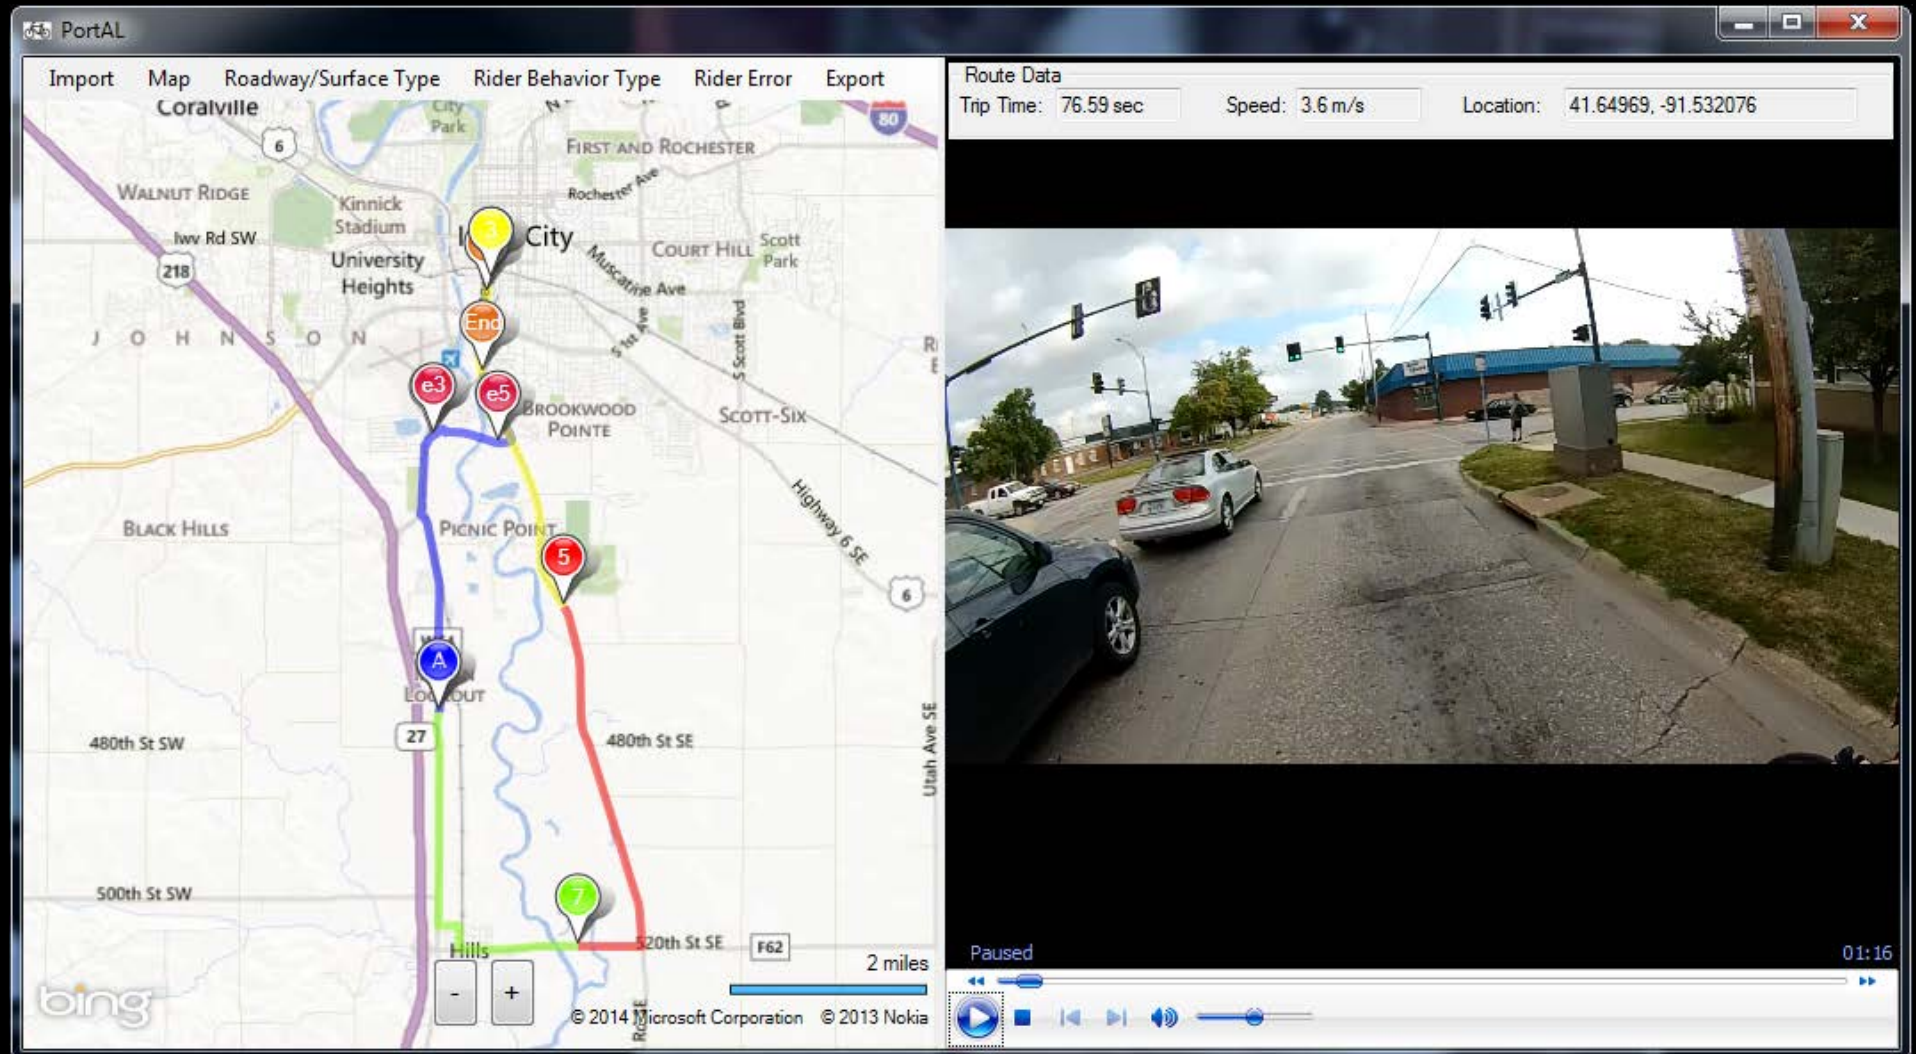 PortAL
Import Map Roadway/Surface Type Rider Behavior Type Rider Error Export
Route Data
Trip Time: 76.59 sec Speed: 3.6 m/s Location: 41.64969, -91.532076
Coralville
City
Park
80
6
FIRST AND ROCHESTER
Rochester Ave
WALNUT RIDGE
Kinnick
Stadium
3
City
Iwv Rd SW
COURT HILL
Scott
Park
218
University
Heights
Muscatine Ave
S 1st Ave
S Scott Blvd
JOHNSON
End
e3
e5
BROOKWOOD
POINTE
SCOTT-SIX
Highway 6 SE
BLACK HILLS
PICNIC POINT
5
6
A
27
480th St SW
480th St SE
Utah Ave SE
500th St SW
7
Hills
520th St SE
F62
2 miles
- +
bing
© 2014 Microsoft Corporation © 2013 Nokia
Paused 01:16